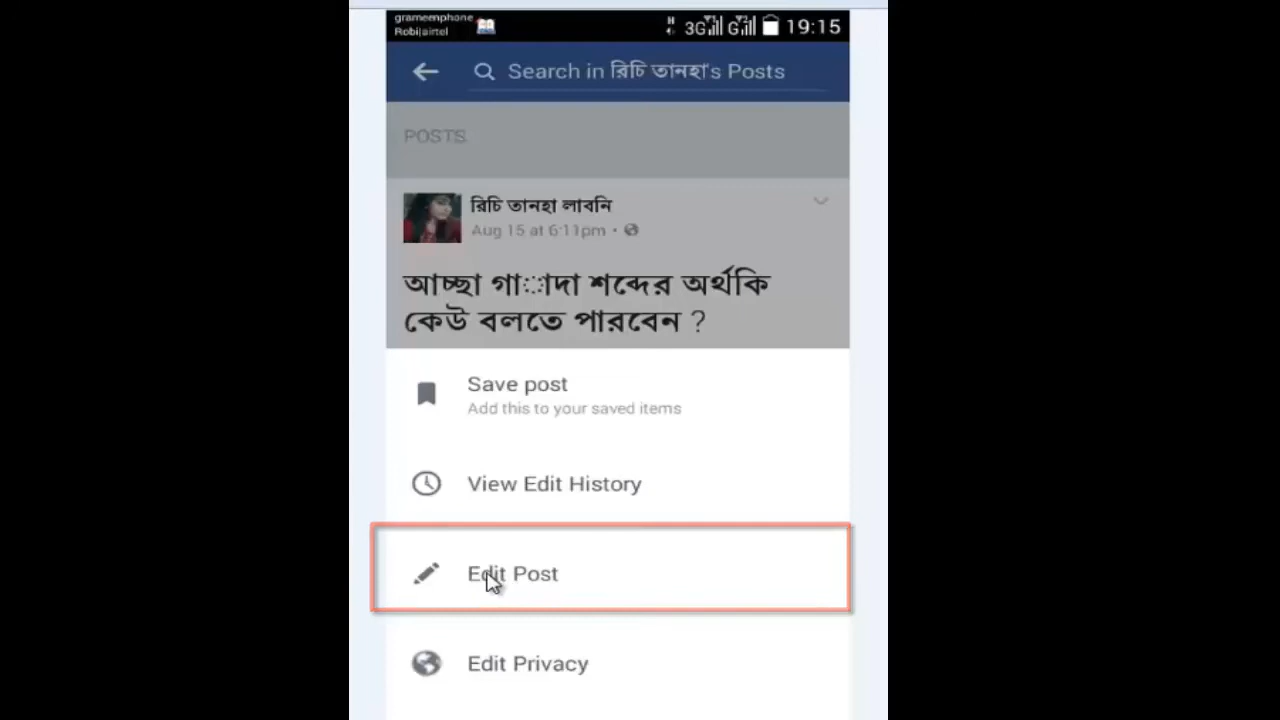 grameenphone
Robi|airtel
3G G 19:15
Search in রিচি তানহা's Posts
POSTS
রিচি তানহা লাবনি
Aug 15 at 6:11pm •
আচ্ছা গাাদা শব্দের অর্থকি
কেউ বলতে পারবেন ?
Save post
Add this to your saved items
View Edit History
Edit Post
Edit Privacy